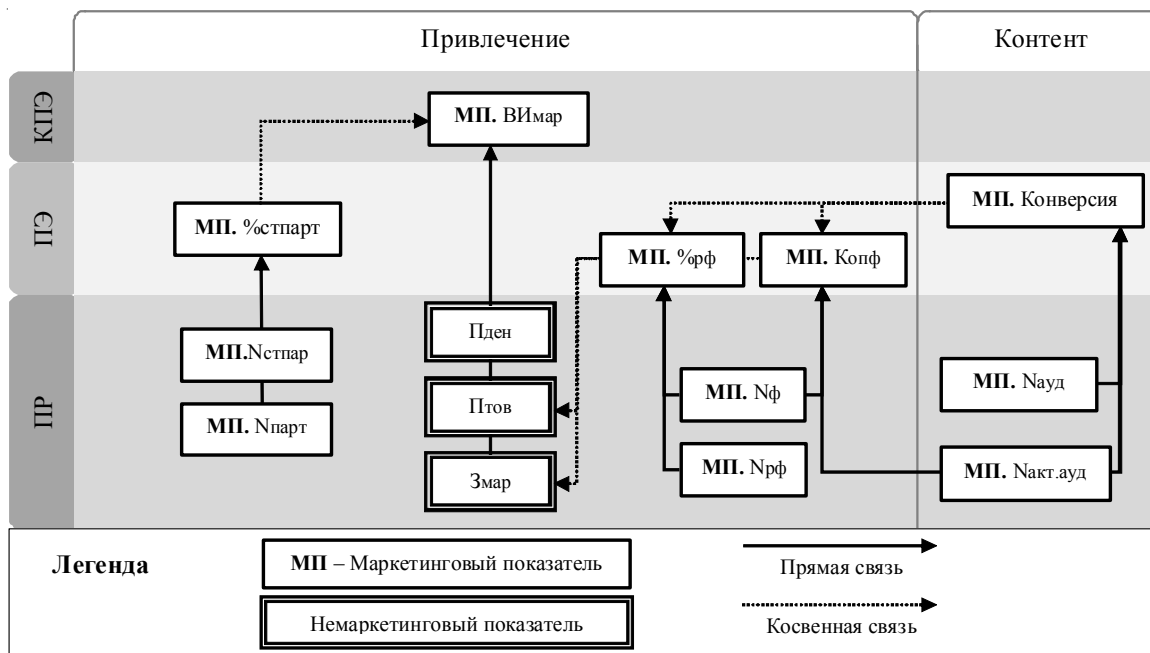 Привлечение
Контент
КПЭ
МП. ВИмар
ПЭ
МП. Конверсия
МП. %стпарт
МП. %рф
МП. Копф
ПР
Пден
МП.Nстпар
МП. Nф
МП. Nауд
Птов
МП. Nпарт
МП. Nрф
МП. Nакт.ауд
Змар
Легенда
МП – Маркетинговый показатель
Прямая связь
Немаркетинговый показатель
Косвенная связь